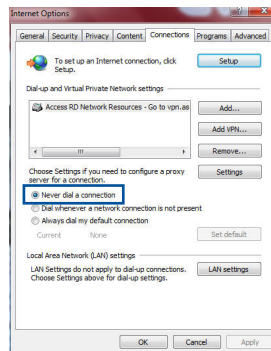 Internet Options
General Security Privacy Content Connections Programs Advanced
To set up an Internet connection, click Setup.
Setup
Dial-up and Virtual Private Network settings
Access RD Network Resources - Go to vpn.as
Add...
Add VPN...
Remove...
Choose Settings if you need to configure a proxy
server for a connection.
Settings
Never dial a connection
Dial whenever a network connection is not present
Always dial my default connection
Current None Set default
Local Area Network (LAN) settings
LAN Settings do not apply to dial-up connections.
Choose Settings above for dial-up settings.
LAN settings
OK Cancel Apply